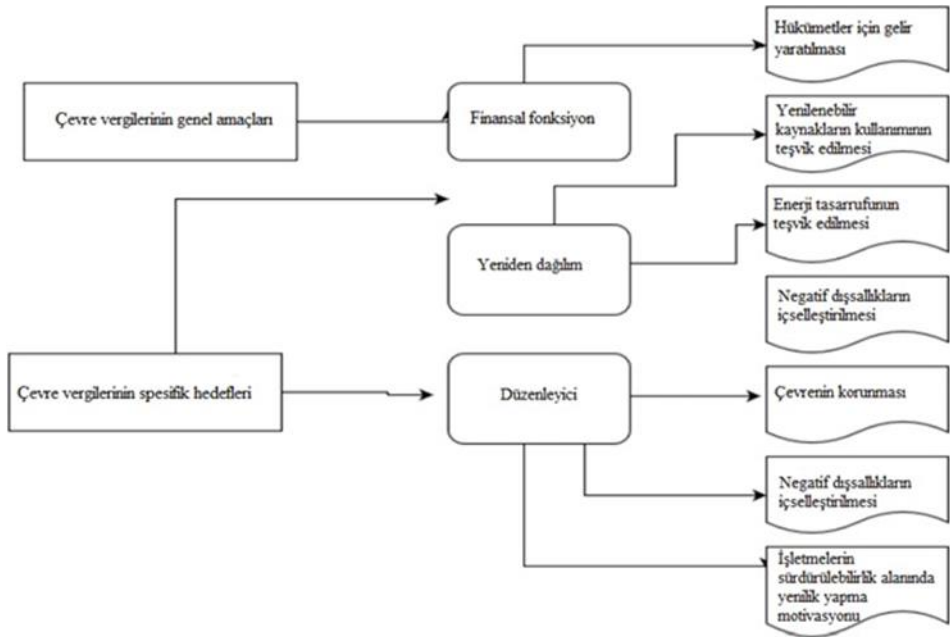 Hükümetler için gelir
yaratılması
Çevre vergilerinin genel amaçları
Finansal fonksiyon
Yenilenebilir
kaynakların kullanımının
teşvik edilmesi
Yeniden dağılım
Enerji tasarrufunun
teşvik edilmesi
Negatif dışsallıkların
içselleştirilmesi
Çevre vergilerinin spesifik hedefleri
Düzenleyici
Çevrenin korunması
Negatif dışsallıkların
içselleştirilmesi
İşletmelerin
sürdürülebilirlik alanında
yenilik yapma
motivasyonu